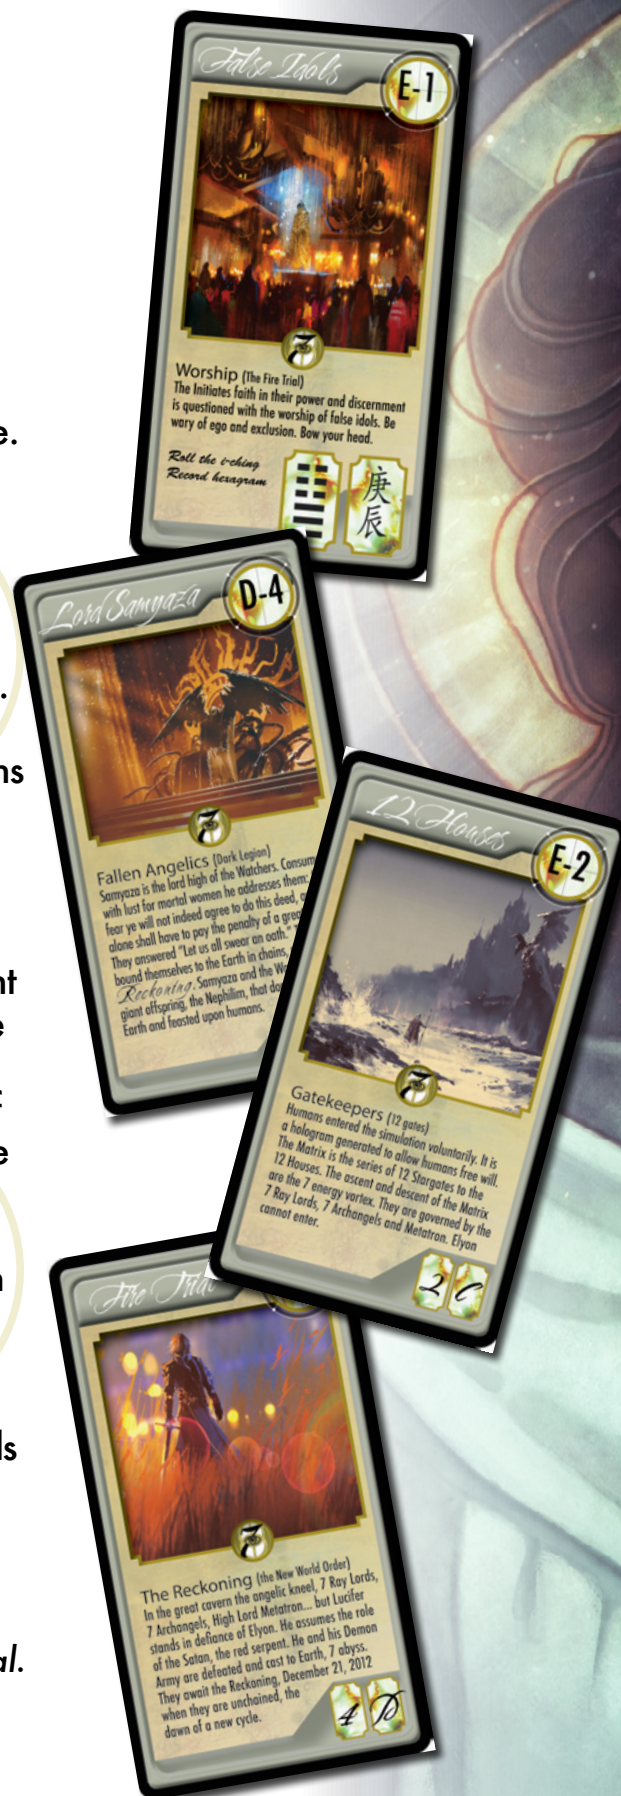 False Idols
E-1
7
Worship (The Fire Trial)
The Initiates faith in their power and discernment
is questioned with the worship of false idols. Be
wary of ego and exclusion. Bow your head.
Roll the i-ching
Record hexagram
庚
辰
e.
Lord Samyaza
D-4
.
ns
7
Fallen Angelics (Dark Legion)
Samyaza is the lord high of the Watchers. Consum
with lust for mortal women he addresses them:
fear ye will not indeed agree to do this deed, a
alone shall have to pay the penalty of a grea
They answered "Let us all swear an oath."
bound themselves to the Earth in chains,
Reckoning. Samyaza and the Wa
giant offspring, the Nephilim, that do
Earth and feasted upon humans.
nt
e
:
e
n
ls
al.
12 Houses
E-2
7
Gatekeepers (12 gates)
Humans entered the simulation voluntarily. It is
a hologram generated to allow humans free will.
The Matrix is the series of 12 Stargates to the
12 Houses. The ascent and descent of the Matrix
are the 7 energy vortex. They are governed by the
7 Ray Lords, 7 Archangels and Metatron. Elyon
cannot enter.
2 C
Fire Trial
7
The Reckoning (the New World Order)
In the great cavern the angelic kneel, 7 Ray Lords,
7 Archangels, High Lord Metatron... but Lucifer
stands in defiance of Elyon. He assumes the role
of the Satan, the red serpent. He and his Demon
Army are defeated and cast to Earth, 7 abyss.
They await the Reckoning, December 21, 2012
when they are unchained, the
dawn of a new cycle.
4 P